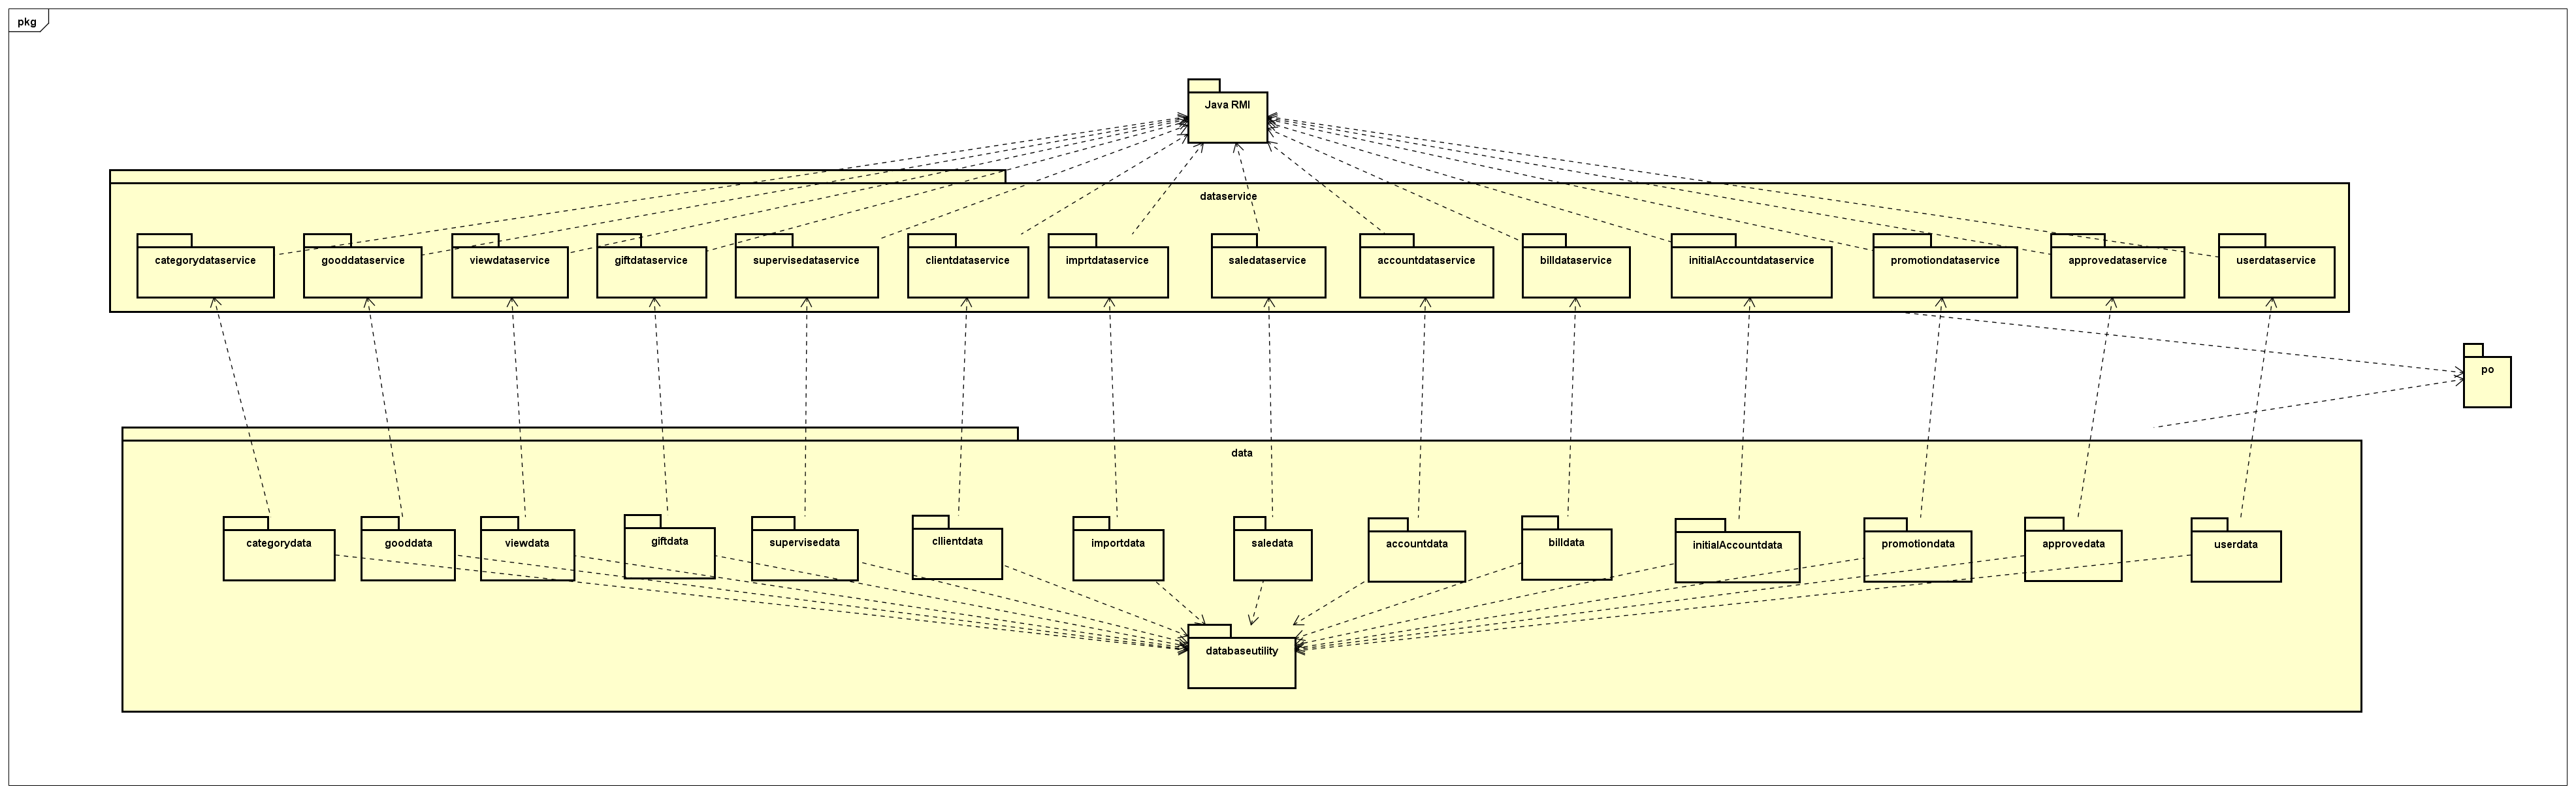 pkg
Java RMI
dataservice
categorydataservice
gooddataservice
viewdataservice
giftdataservice
supervisedataservice
clientdataservice
imprtdataservice
saledataservice
accountdataservice
billdataservice
initialAccountdataservice
promotiondataservice
approvedataservice
userdataservice
po
data
categorydata
gooddata
viewdata
giftdata
supervisedata
cllientdata
importdata
saledata
accountdata
billdata
initialAccountdata
promotiondata
approvedata
userdata
databaseutility